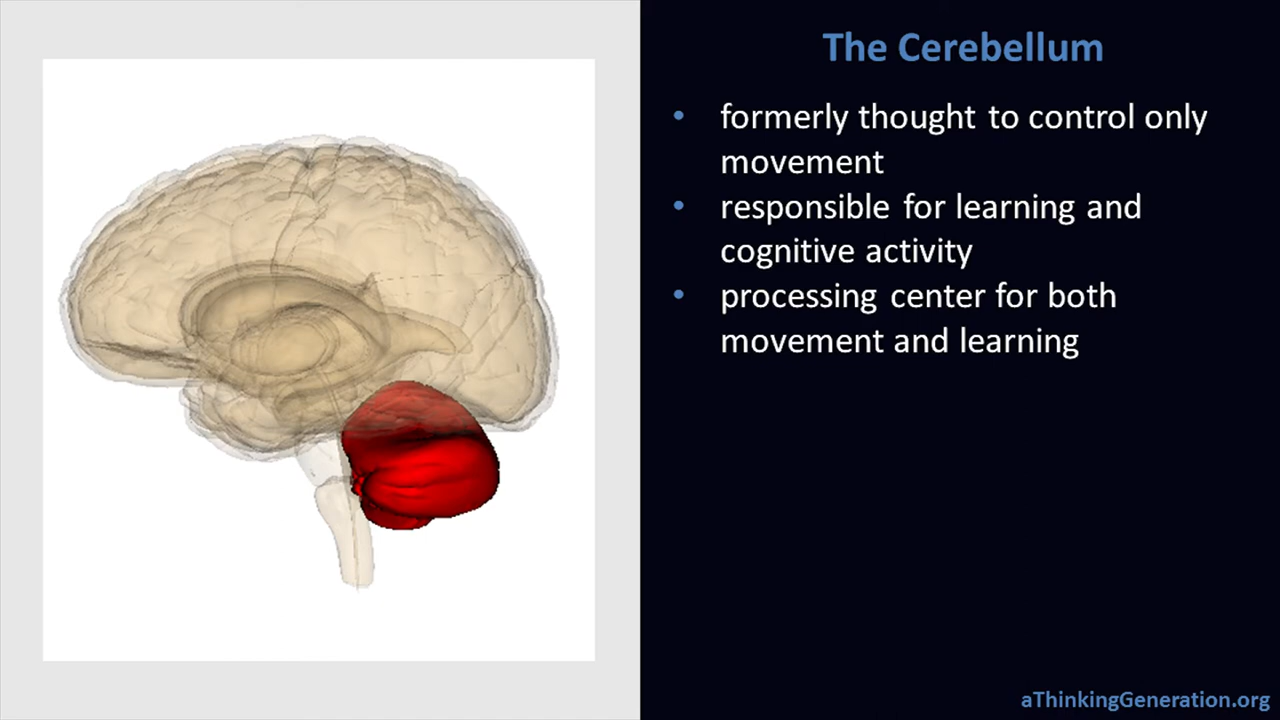 The Cerebellum
• formerly thought to control only
movement
• responsible for learning and
cognitive activity
• processing center for both
movement and learning
aThinkingGeneration.org